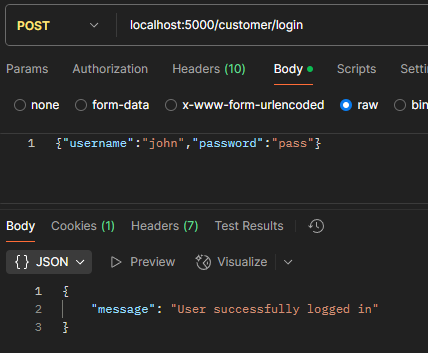 POST localhost:5000/customer/login
Params Authorization Headers (10) Body Scripts Setti
none form-data x-www-form-urlencoded raw bin
1 {"username":"john","password":"pass"}
Body Cookies (1) Headers (7) Test Results
{} JSON Preview Visualize
1 {
2 "message": "User successfully logged in"
3 }